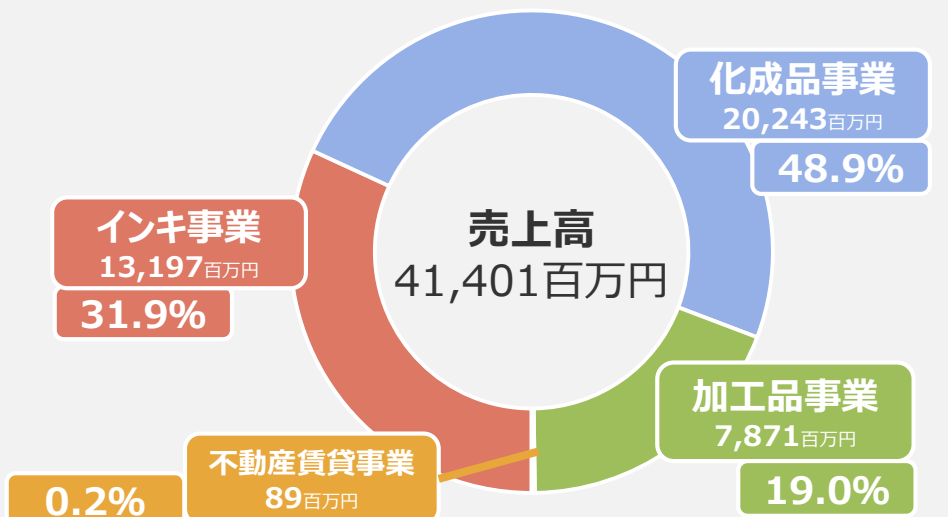 化成品事業
20,243百万円
48.9%
売上高
41,401百万円
インキ事業
13,197百万円
31.9%
加工品事業
7,871百万円
19.0%
不動産賃貸事業
89百万円
0.2%